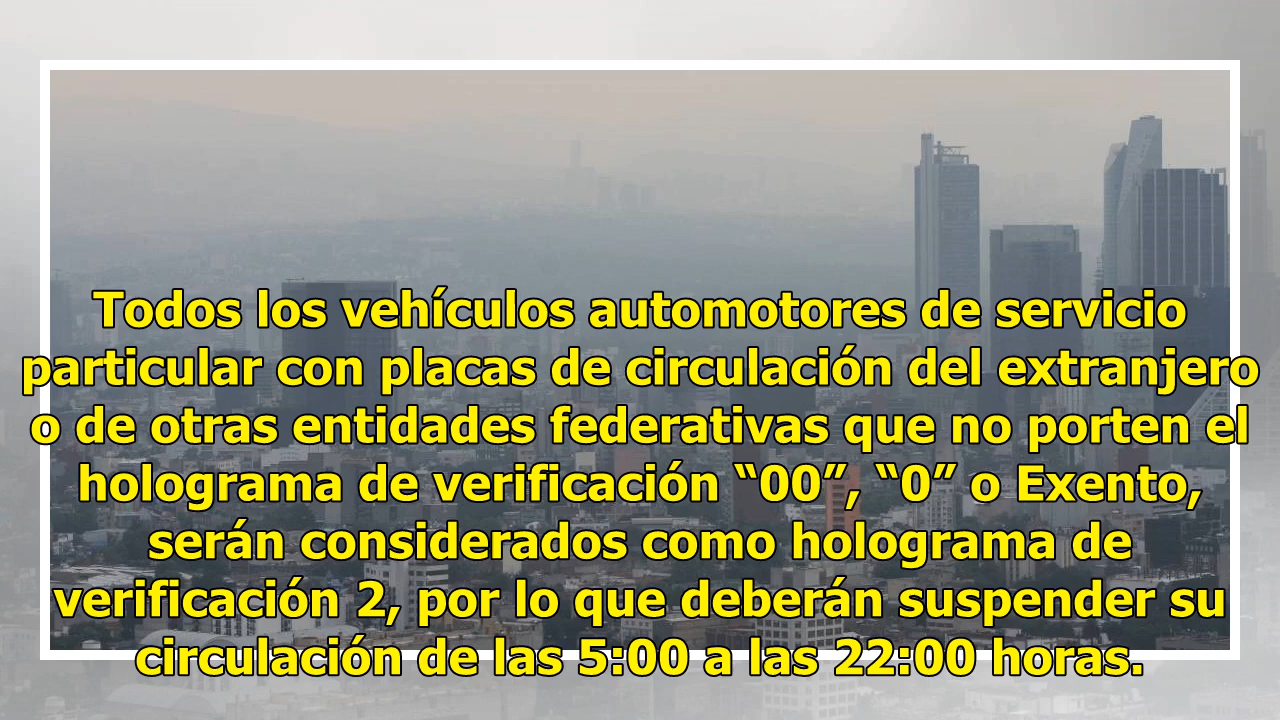 Todos los vehículos automotores de servicio
particular con placas de circulación del extranjero
o de otras entidades federativas que no porten el
holograma de verificación “00”, “0” o Exento,
serán considerados como holograma de
verificación 2, por lo que deberán suspender su
circulación de las 5:00 a las 22:00 horas.